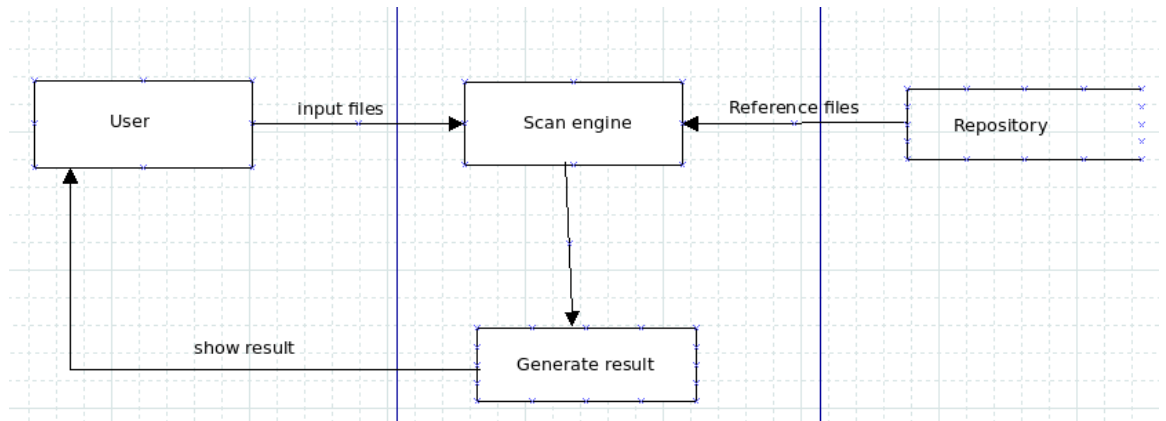 User
input files
Scan engine
Reference files
Repository
show result
Generate result